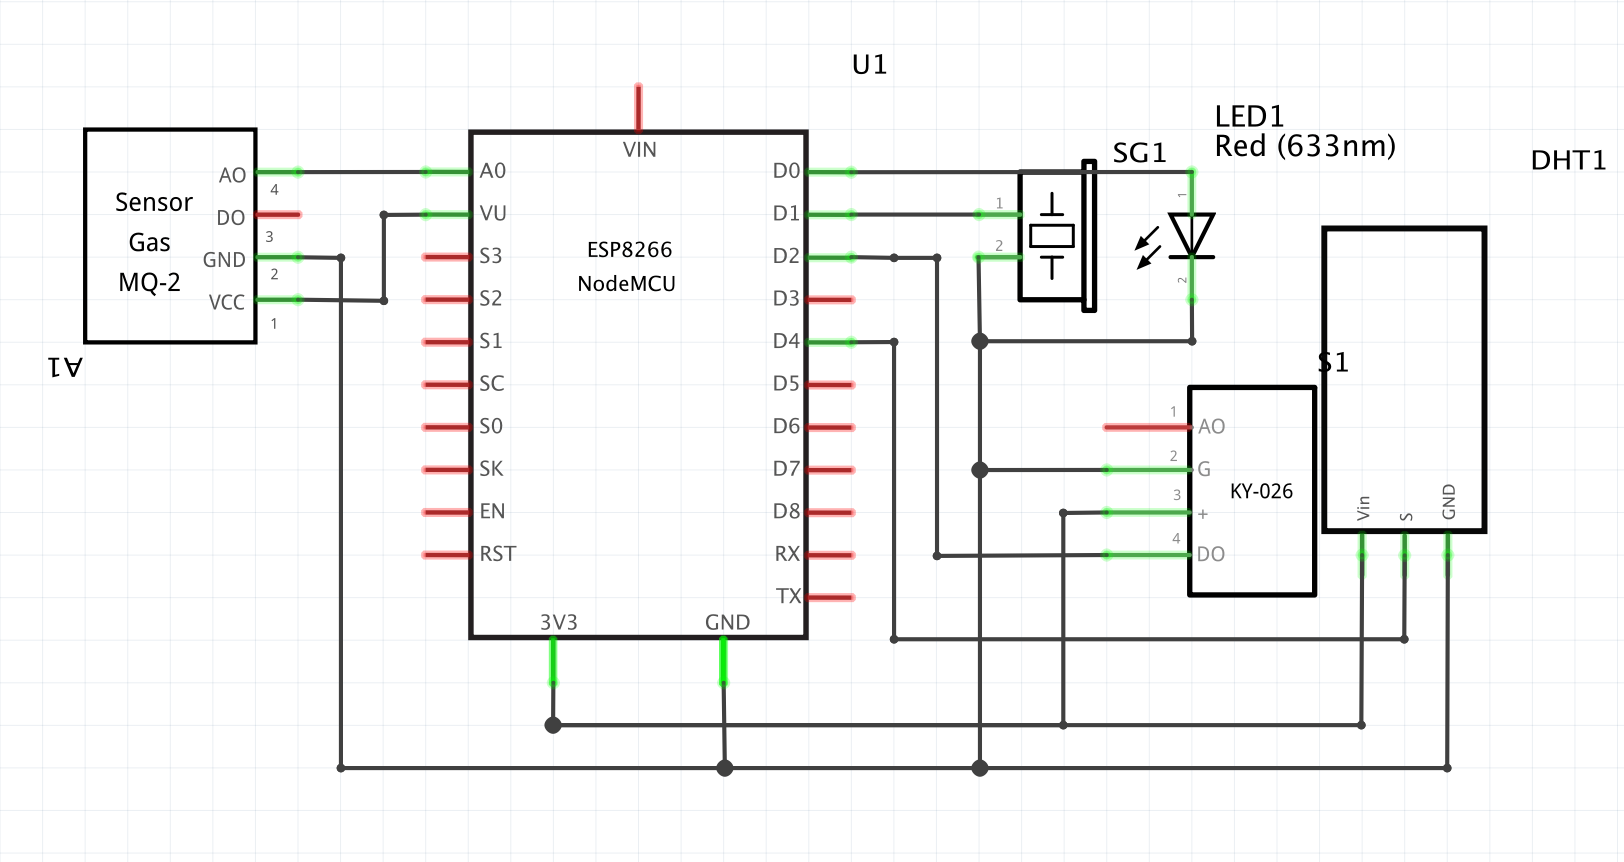 U1
LED1
Red (633nm)
SG1
DHT1
A1
Sensor
Gas
MQ-2
AO
4
DO
3
GND
2
VCC
1
VIN
ESP8266
NodeMCU
A0
VU
S3
S2
S1
SC
S0
SK
EN
RST
D0
D1
D2
D3
D4
D5
D6
D7
D8
RX
TX
3V3
GND
1
2
1
2
S1
KY-026
1
AO
2
G
3
+
4
DO
Vin
S
GND